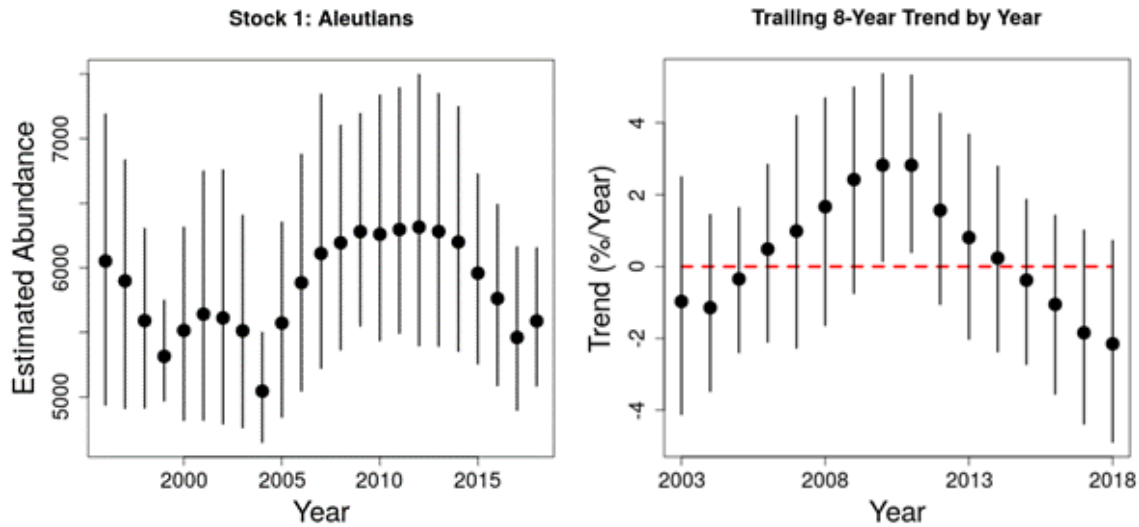 Stock 1: Aleutians
Estimated Abundance
7000
6000
5000
2000
2005
2010
2015
Year
Trailing 8-Year Trend by Year
Trend (%/Year)
4
2
0
-2
-4
2003
2008
2013
2018
Year